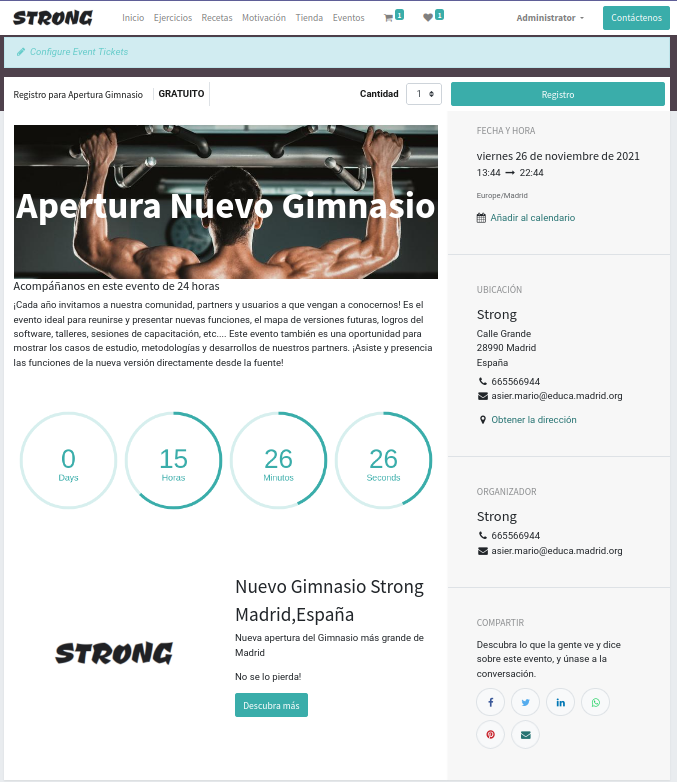 STRONG
Inicio Ejercicios Recetas Motivación Tienda Eventos 1 1 Administrator Contáctenos
Configure Event Tickets
Registro para Apertura Gimnasio GRATUITO Cantidad 1 Registro
Apertura Nuevo Gimnasio
Acompáñanos en este evento de 24 horas
¡Cada año invitamos a nuestra comunidad, partners y usuarios a que vengan a conocernos! Es el
evento ideal para reunirse y presentar nuevas funciones, el mapa de versiones futuras, logros del
software, talleres, sesiones de capacitación, etc.... Este evento también es una oportunidad para
mostrar los casos de estudio, metodologías y desarrollos de nuestros partners. ¡Asiste y presencia
las funciones de la nueva versión directamente desde la fuente!
0 15 26 26
Days Horas Minutos Seconds
STRONG
Nuevo Gimnasio Strong
Madrid,España
Nueva apertura del Gimnasio más grande de
Madrid
No se lo pierda!
Descubra más
FECHA Y HORA
viernes 26 de noviembre de 2021
13:44 → 22:44
Europe/Madrid
Añadir al calendario
UBICACIÓN
Strong
Calle Grande
28990 Madrid
España
665566944
asier.mario@educa.madrid.org
Obtener la dirección
ORGANIZADOR
Strong
665566944
asier.mario@educa.madrid.org
COMPARTIR
Descubra lo que la gente ve y dice
sobre este evento, y únase a la
conversación.